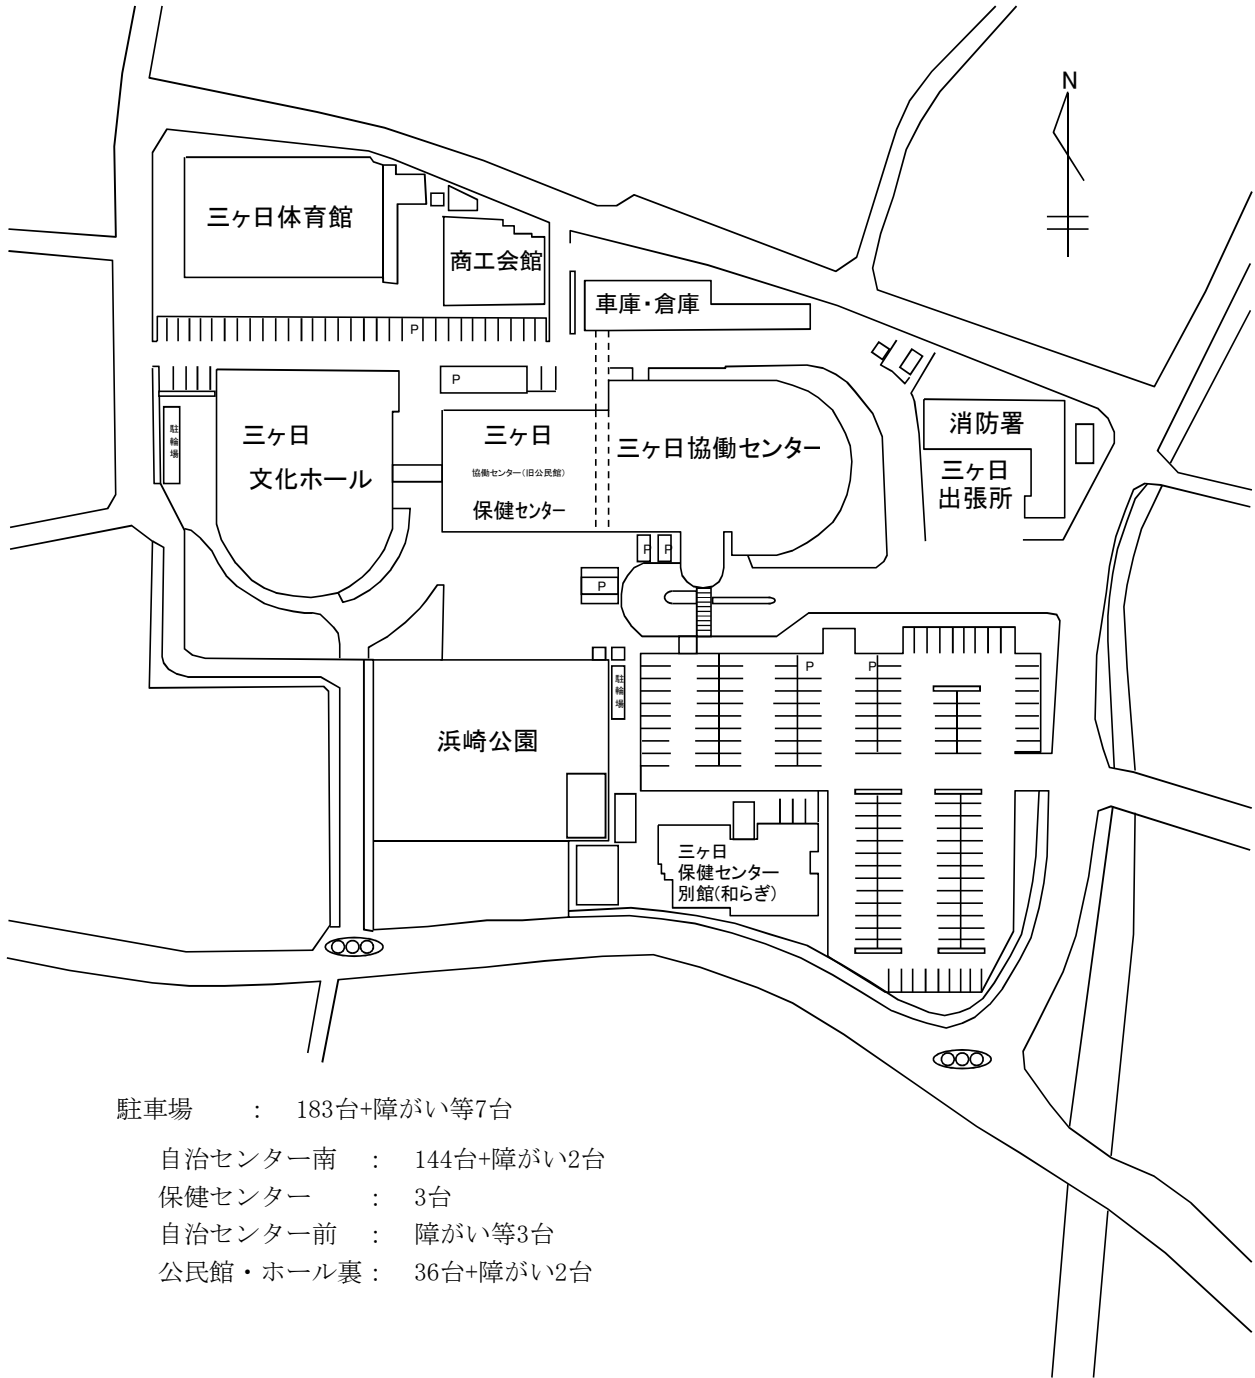 N
三ヶ日体育館
商工会館
車庫・倉庫
P
P
駐輪場
三ヶ日
文化ホール
三ヶ日
協働センター(旧公民館)
保健センター
三ヶ日協働センター
消防署
三ヶ日
出張所
P
P
P
P
P
駐輪場
浜崎公園
三ヶ日
保健センター
別館(和らぎ)
駐車場 : 183台+障がい等7台
自治センター南 : 144台+障がい2台
保健センター : 3台
自治センター前 : 障がい等3台
公民館・ホール裏 : 36台+障がい2台